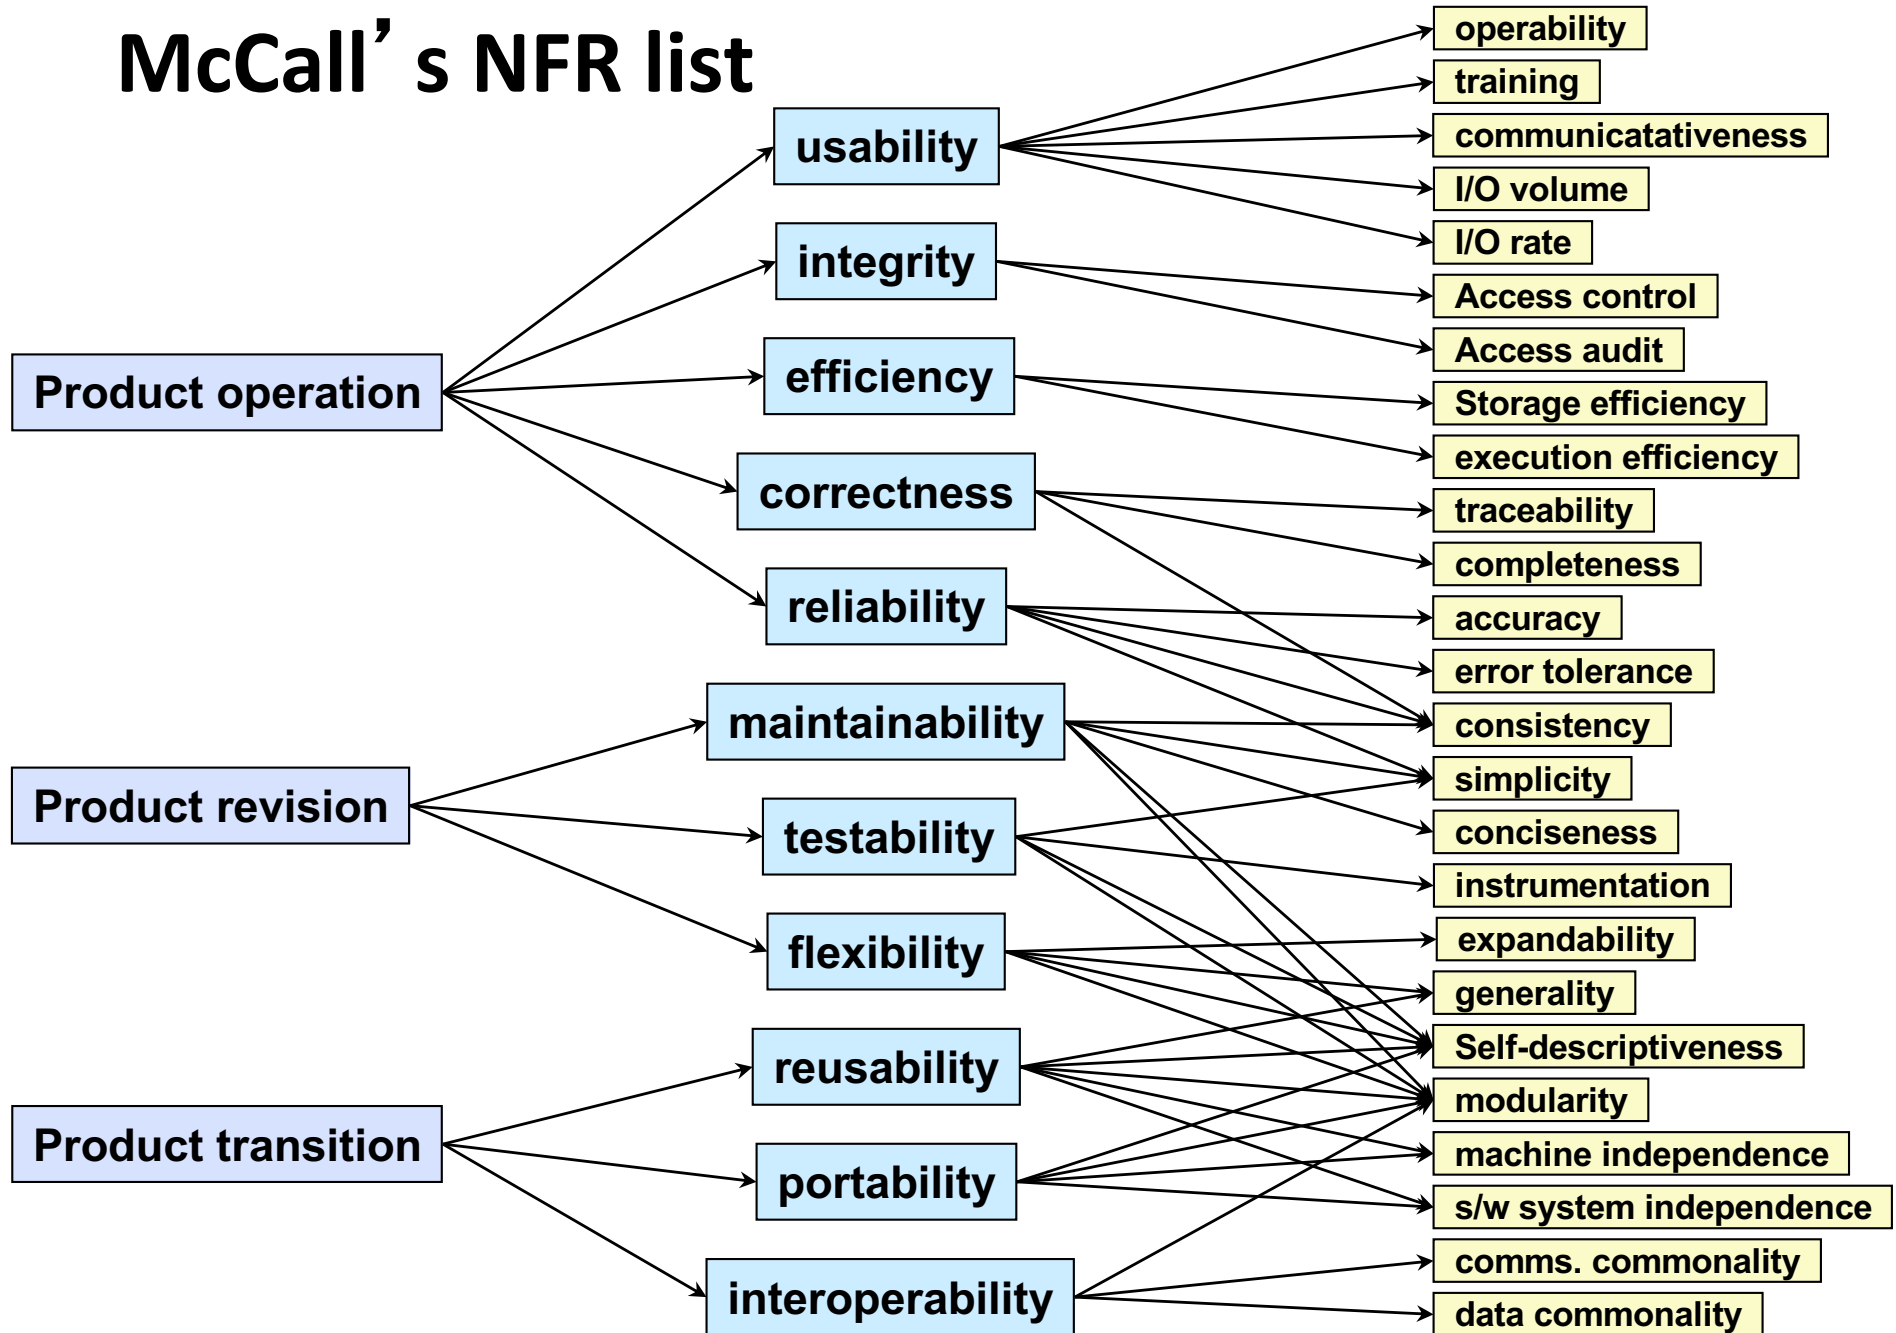 McCall’s NFR list
Product operation
Product revision
Product transition
usability
integrity
efficiency
correctness
reliability
maintainability
testability
flexibility
reusability
portability
interoperability
operability
training
communicatativeness
I/O volume
I/O rate
Access control
Access audit
Storage efficiency
execution efficiency
traceability
completeness
accuracy
error tolerance
consistency
simplicity
conciseness
instrumentation
expandability
generality
Self-descriptiveness
modularity
machine independence
s/w system independence
comms. commonality
data commonality